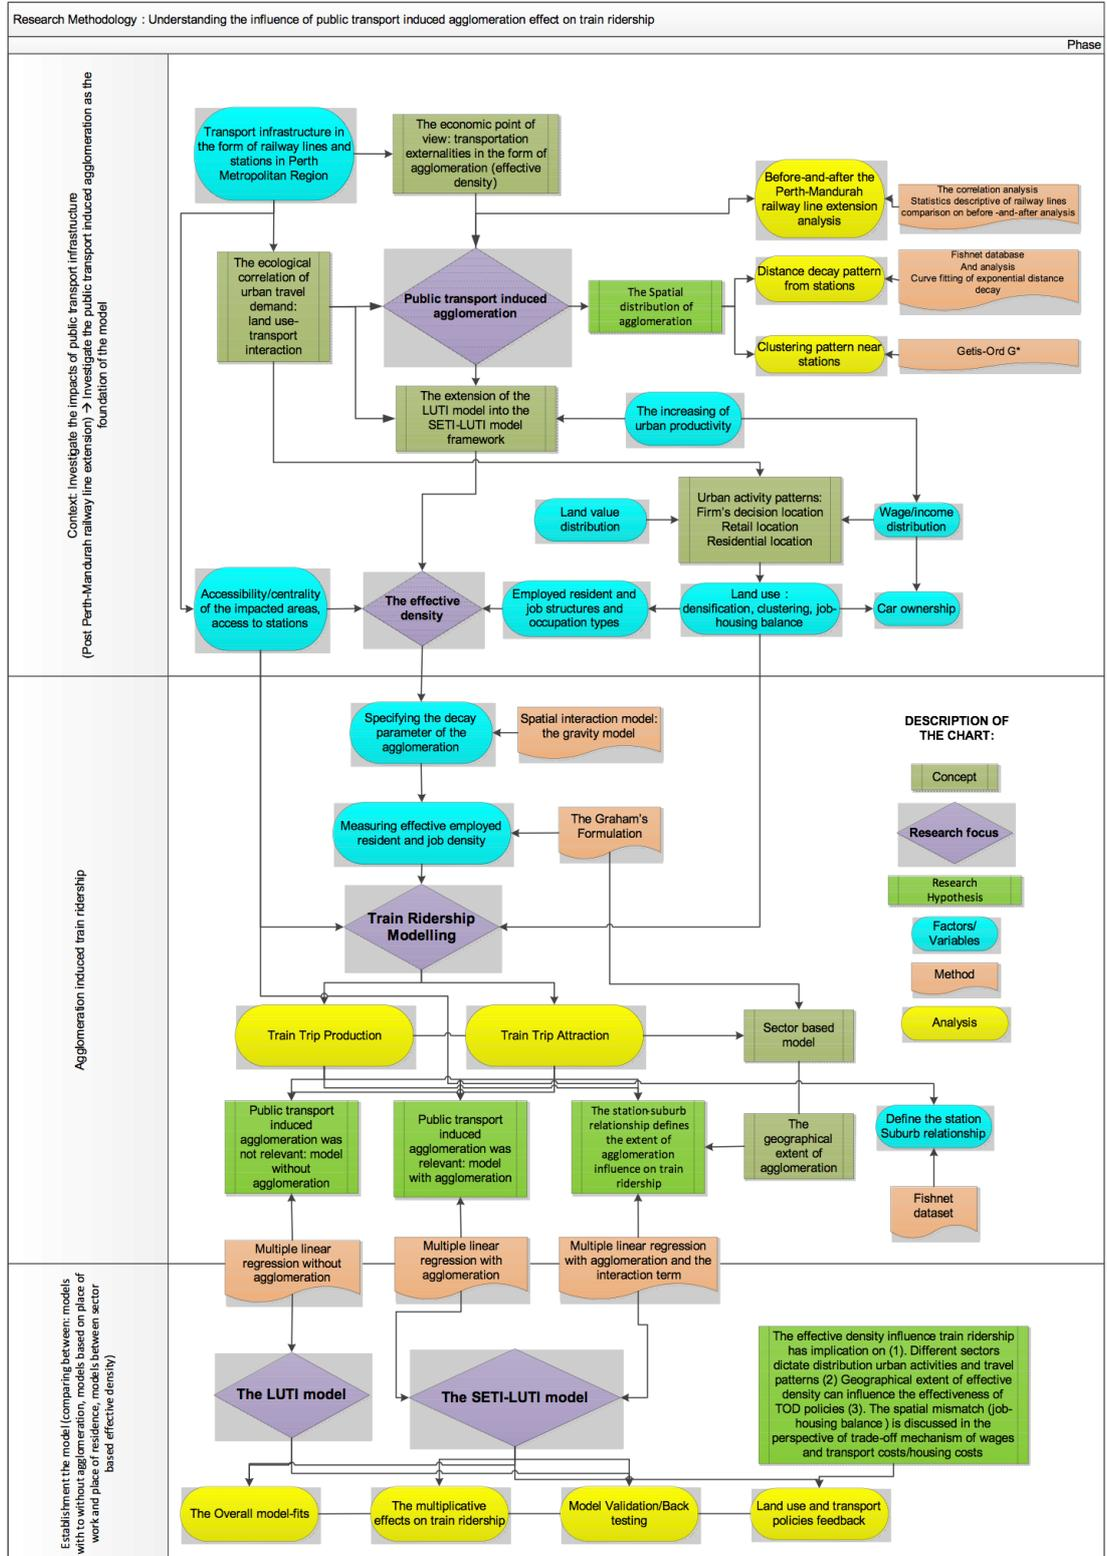 Research Methodology : Understanding the influence of public transport induced agglomeration effect on train ridership
Phase
Context: Investigate the impacts of public transport infrastructure
(Post Perth-Mandurah railway line extension) → Investigate the public transport induced agglomeration as the
foundation of the model
Transport infrastructure in
the form of railway lines and
stations in Perth
Metropolitan Region
The economic point of
view: transportation
externalities in the form of
agglomeration (effective
density)
Before-and-after the
Perth-Mandurah
railway line extension
analysis
The correlation analysis
Statistics descriptive of railway lines
comparison on before -and-after analysis
The ecological
correlation of
urban travel
demand:
land use-
transport
interaction
Public transport induced
agglomeration
The Spatial
distribution of
agglomeration
Distance decay pattern
from stations
Fishnet database
And analysis
Curve fitting of exponential distance
decay
Clustering pattern near
stations
Getis-Ord G*
The extension of the
LUTI model into the
SETI-LUTI model
framework
The increasing of
urban productivity
Land value
distribution
Urban activity patterns:
Firm's decision location
Retail location
Residential location
Wage/income
distribution
Accessibility/centrality
of the impacted areas,
access to stations
The effective
density
Employed resident and
job structures and
occupation types
Land use :
densification, clustering, job-
housing balance
Car ownership
Agglomeration induced train ridership
Specifying the decay
parameter of the
agglomeration
Spatial interaction model:
the gravity model
Measuring effective employed
resident and job density
The Graham's
Formulation
Train Ridership
Modelling
DESCRIPTION OF
THE CHART:
Concept
Research focus
Research
Hypothesis
Factors/
Variables
Method
Analysis
Train Trip Production
Train Trip Attraction
Sector based
model
Public transport
induced
agglomeration was
not relevant: model
without
agglomeration
Public transport
induced
agglomeration was
relevant: model
with agglomeration
The station-suburb
relationship defines
the extent of
agglomeration
influence on train
ridership
The
geographical
extent of
agglomeration
Define the station
Suburb relationship
Fishnet
dataset
Multiple linear
regression without
agglomeration
Multiple linear
regression with
agglomeration
Multiple linear regression
with agglomeration and the
interaction term
Establishment the model (comparing between: models
with to without agglomeration, models based on place of
work and place of residence, models between sector
based effective density)
The LUTI model
The SETI-LUTI model
The effective density influence train ridership
has implication on (1). Different sectors
dictate distribution urban activities and travel
patterns (2) Geographical extent of effective
density can influence the effectiveness of
TOD policies (3). The spatial mismatch (job-
housing balance ) is discussed in the
perspective of trade-off mechanism of wages
and transport costs/housing costs
The Overall model-fits
The multiplicative
effects on train ridership
Model Validation/Back
testing
Land use and transport
policies feedback